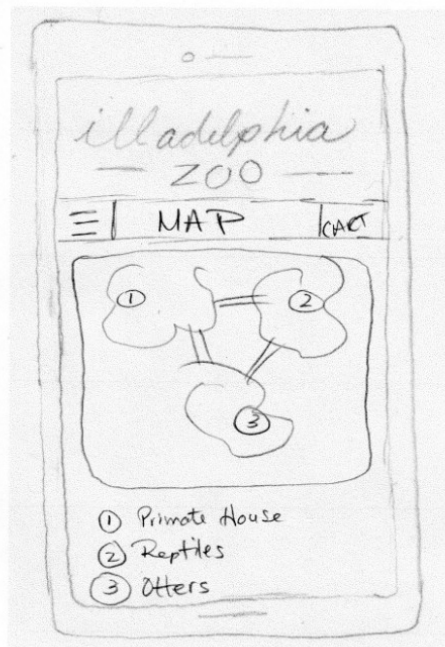 illadelphia
ZOO
MAP CART
1 2
3
1 Primate House
2 Reptiles
3 Otters